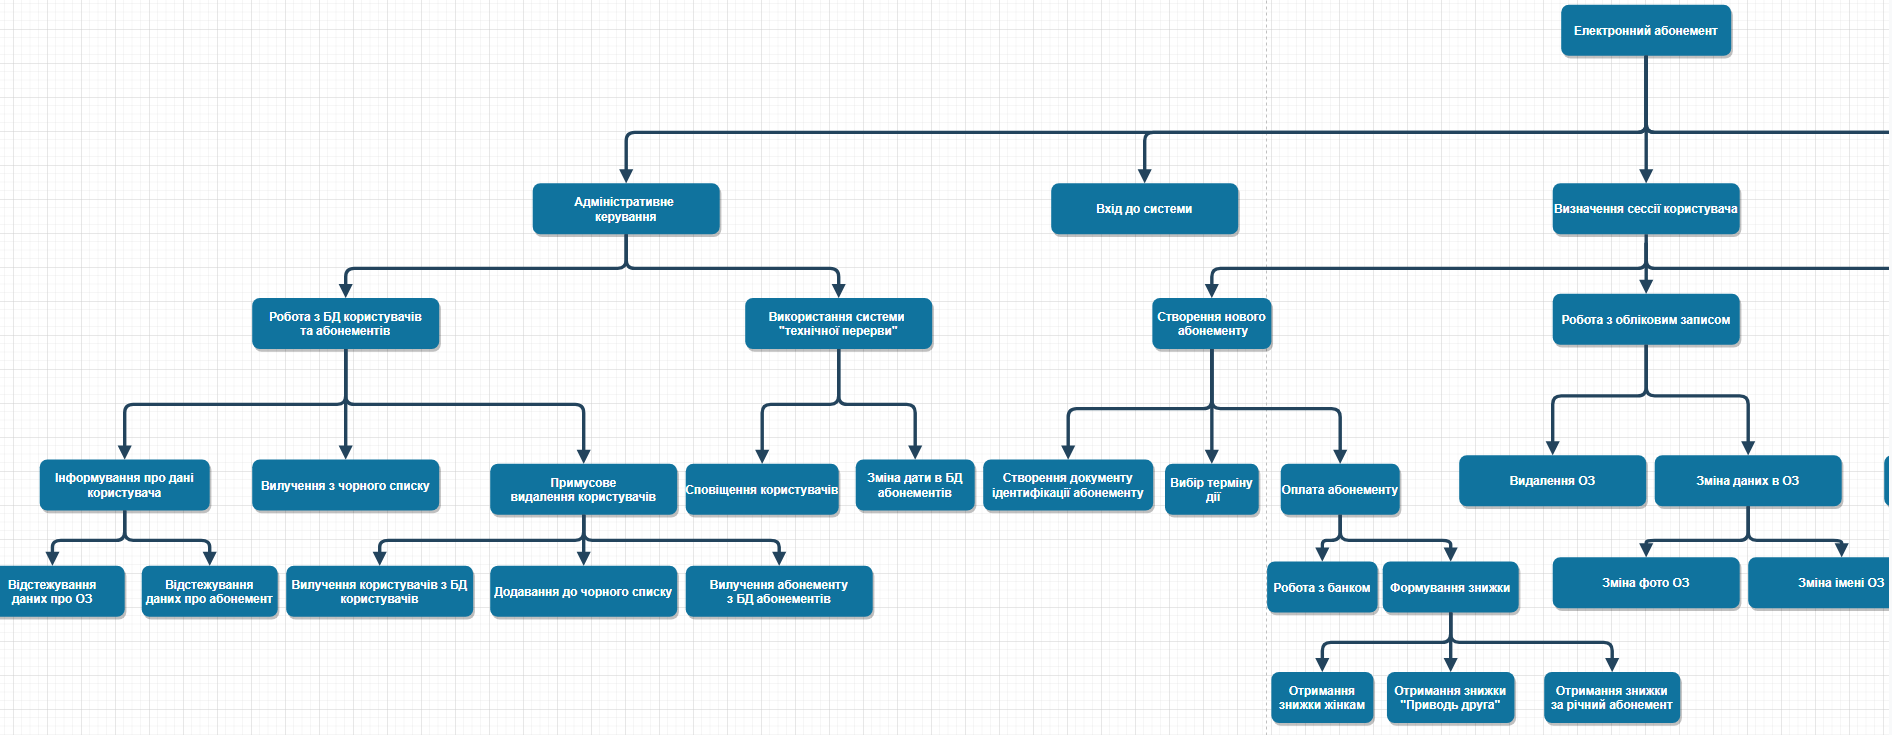 Електронний абонемент
Адміністративне
керування
Вхід до системи
Визначення сессії користувача
Робота з БД користувачів
та абонементів
Використання системи
"технічної перерви"
Створення нового
абонементу
Робота з обліковим записом
Інформування про дані
користувача
Вилучення з чорного списку
Примусове
видалення користувачів
Сповіщення користувачів
Зміна дати в БД
абонементів
Створення документу
ідентифікації абонементу
Вибір терміну
дії
Оплата абонементу
Видалення ОЗ
Зміна даних в ОЗ
Відстежування
даних про ОЗ
Відстежування
даних про абонемент
Вилучення користувачів з БД
користувачів
Додавання до чорного списку
Вилучення абонементу
з БД абонементів
Робота з банком
Формування знижки
Зміна фото ОЗ
Зміна імені ОЗ
Отримання
знижки жінкам
Отримання знижки
"Приводь друга"
Отримання знижки
за річний абонемент